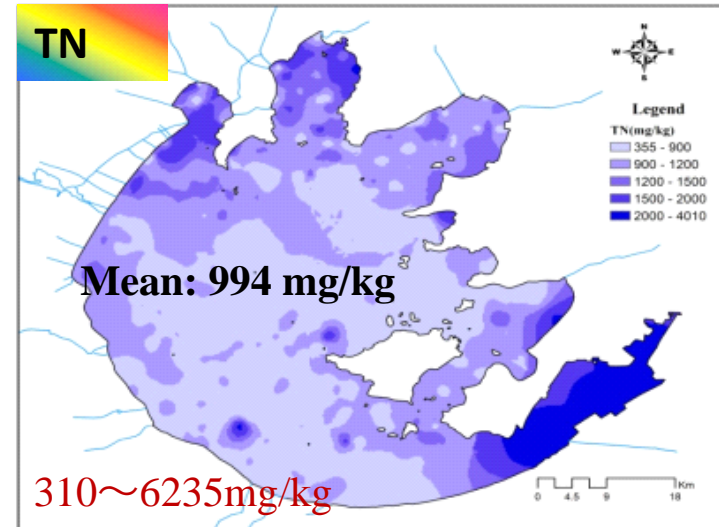 TN
N
W E
S
Legend
TN(mg/kg)
355 - 900
900 - 1200
1200 - 1500
1500 - 2000
2000 - 4010
Mean: 994 mg/kg
310～6235mg/kg
Km
0 4.5 9 18